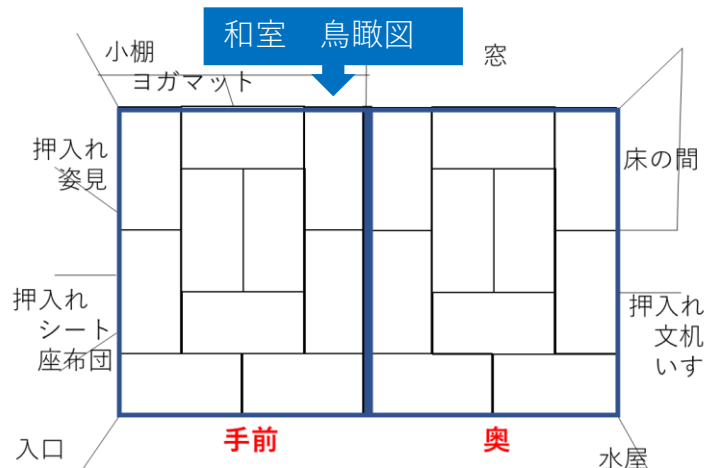 和室　鳥瞰図
小棚
窓
ヨガマット
押入れ
姿見
床の間
押入れ
シート
座布団
押入れ
文机
いす
入口
手前
奥
水屋